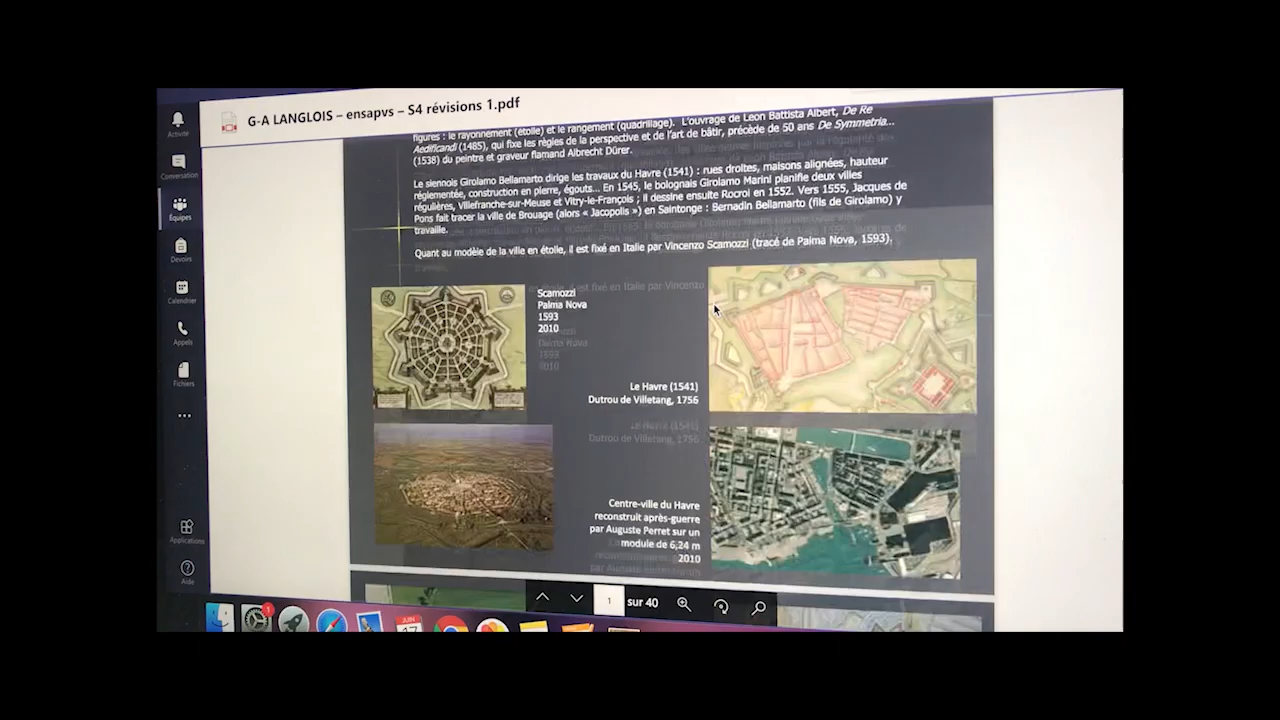 G-A LANGLOIS – ensapvs – S4 révisions 1.pdf
Activité
Conversation
Équipes
Devoirs
Calendrier
Appels
Fichiers
Applications
Aide
figures : le rayonnement (étoile) et le rangement (quadrillage). L'ouvrage de Leon Battista Albert, De Re
Aedificandi (1485), qui fixe les règles de la perspective et de l'art de bâtir, précède de 50 ans De Symmetria...
(1538) du peintre et graveur flamand Albrecht Dürer.
Le siennois Girolamo Bellamarto dirige les travaux du Havre (1541) : rues droites, maisons alignées, hauteur
réglementée, construction en pierre, égouts... En 1545, le bolognais Girolamo Marini planifie deux villes
régulières, Villefranche-sur-Meuse et Vitry-le-François ; il dessine ensuite Rocroi en 1552. Vers 1555, Jacques de
Pons fait tracer la ville de Brouage (alors « Jacopolis ») en Saintonge : Bernadin Bellamarto (fils de Girolamo) y
travaille.
Quant au modèle de la ville en étoile, il est fixé en Italie par Vincenzo Scamozzi (tracé de Palma Nova, 1593).
Scamozzi
Palma Nova
1593
2010
Le Havre (1541)
Dutrou de Villetang, 1756
Centre-ville du Havre
reconstruit après-guerre
par Auguste Perret sur un
module de 6,24 m
2010
1 sur 40
1
JUIN
17